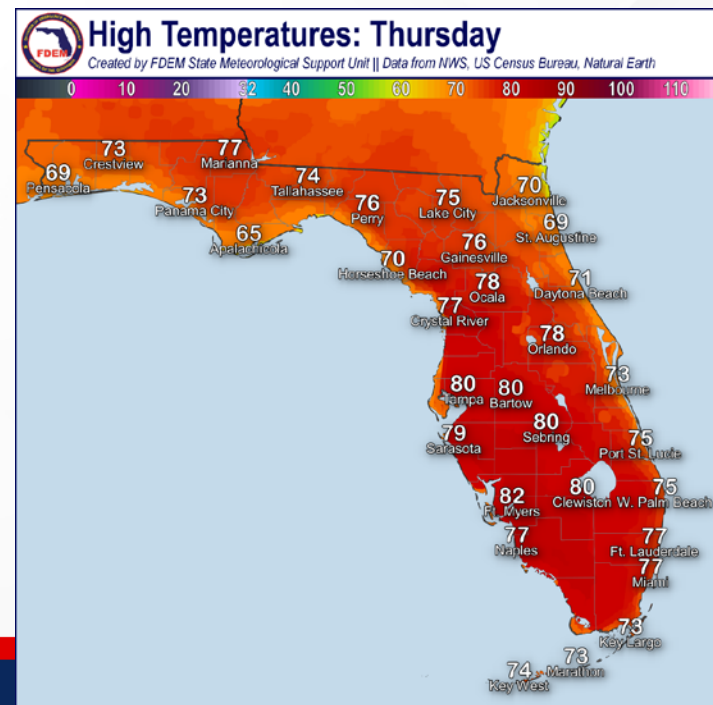 FDEM
High Temperatures: Thursday
Created by FDEM State Meteorological Support Unit || Data from NWS, US Census Bureau, Natural Earth
0 10 20 32 40 50 60 70 80 90 100 110
73
Crestview
77
Marianna
69
Pensacola
74
Tallahassee
73
Panama City
76
Perry
75
Lake City
70
Jacksonville
65
Apalachicola
69
St. Augustine
76
Gainesville
70
Horseshoe Beach
78
Ocala
71
Daytona Beach
77
Crystal River
78
Orlando
73
Melbourne
80
Tampa
80
Bartow
80
Sebring
79
Sarasota
75
Port St. Lucie
82
Ft. Myers
80
Clewiston
75
W. Palm Beach
77
Naples
77
Ft. Lauderdale
77
Miami
73
Key Largo
73
Marathon
74
Key West